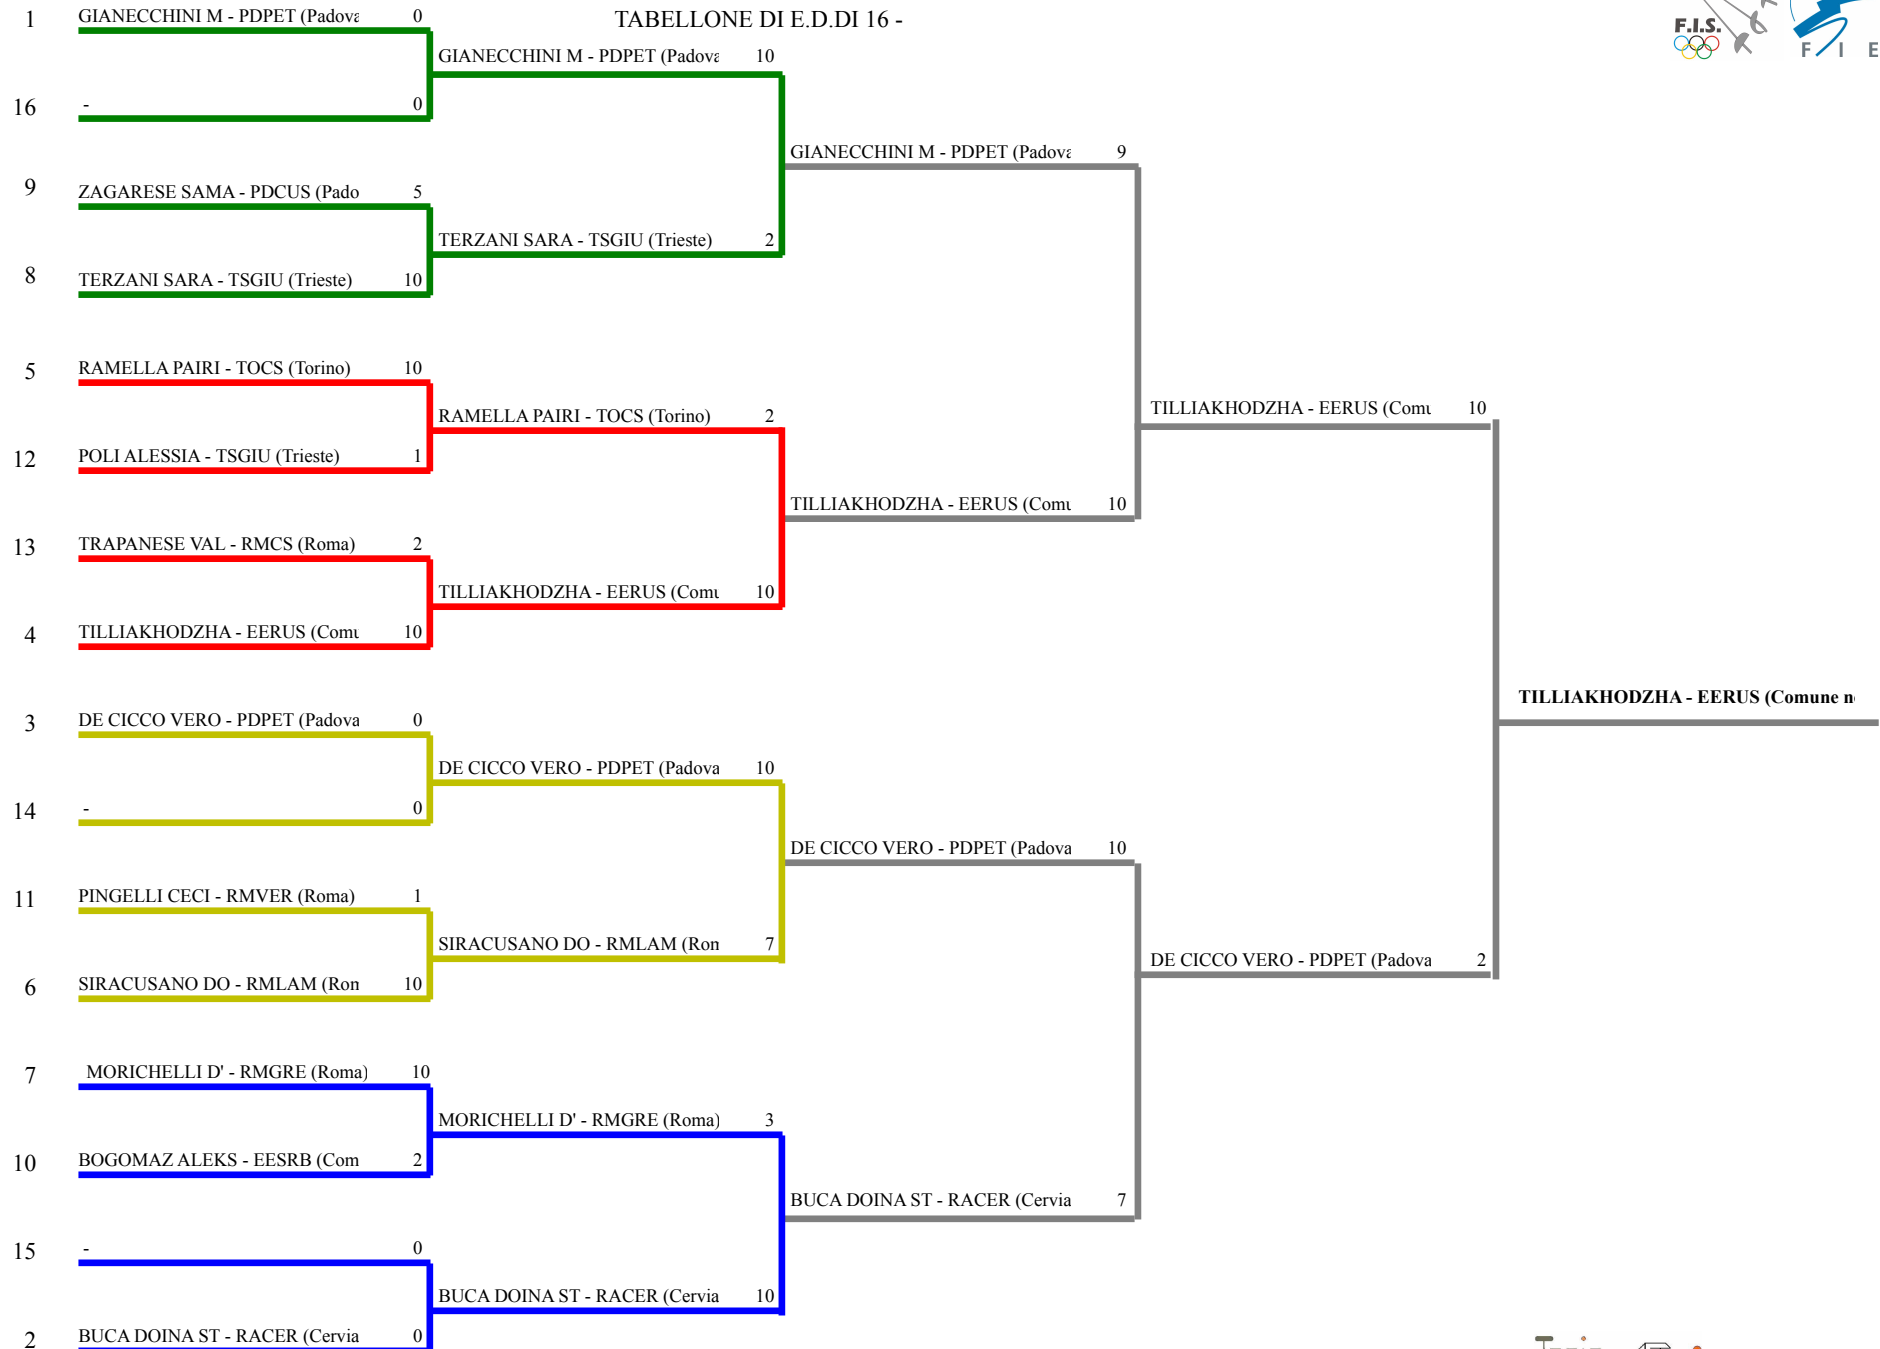 TABELLONE DI E.D.DI 16 -
F.I.S.
F I E
1 GIANECCHINI M - PDPET (Padova 0
GIANECCHINI M - PDPET (Padova 10
16 - 0
GIANECCHINI M - PDPET (Padova 9
9 ZAGARESE SAMA - PDCUS (Pado 5
TERZANI SARA - TSGIU (Trieste) 2
8 TERZANI SARA - TSGIU (Trieste) 10
5 RAMELLA PAIRI - TOCS (Torino) 10
RAMELLA PAIRI - TOCS (Torino) 2
TILLIAKHODZHA - EERUS (Comu 10
12 POLI ALESSIA - TSGIU (Trieste) 1
TILLIAKHODZHA - EERUS (Comu 10
13 TRAPANESE VAL - RMCS (Roma) 2
TILLIAKHODZHA - EERUS (Comu 10
4 TILLIAKHODZHA - EERUS (Comu 10
TILLIAKHODZHA - EERUS (Comune n
3 DE CICCO VERO - PDPET (Padova 0
DE CICCO VERO - PDPET (Padova 10
14 - 0
DE CICCO VERO - PDPET (Padova 10
11 PINGELLI CECI - RMVER (Roma) 1
SIRACUSANO DO - RMLAM (Rom 7
DE CICCO VERO - PDPET (Padova 2
6 SIRACUSANO DO - RMLAM (Rom 10
7 MORICHELLI D' - RMGRE (Roma) 10
MORICHELLI D' - RMGRE (Roma) 3
10 BOGOMAZ ALEKS - EESRB (Com 2
BUCA DOINA ST - RACER (Cervia 7
15 - 0
BUCA DOINA ST - RACER (Cervia 10
2 BUCA DOINA ST - RACER (Cervia 0